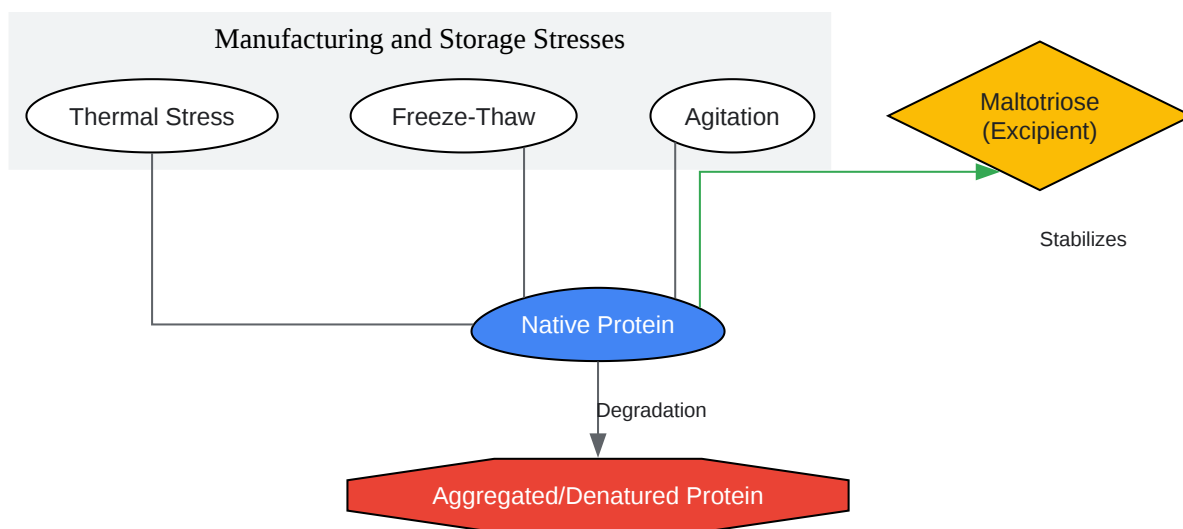 Manufacturing and Storage Stresses
Thermal Stress
Freeze-Thaw
Agitation
Maltotriose
(Excipient)
Stabilizes
Native Protein
Degradation
Aggregated/Denatured Protein